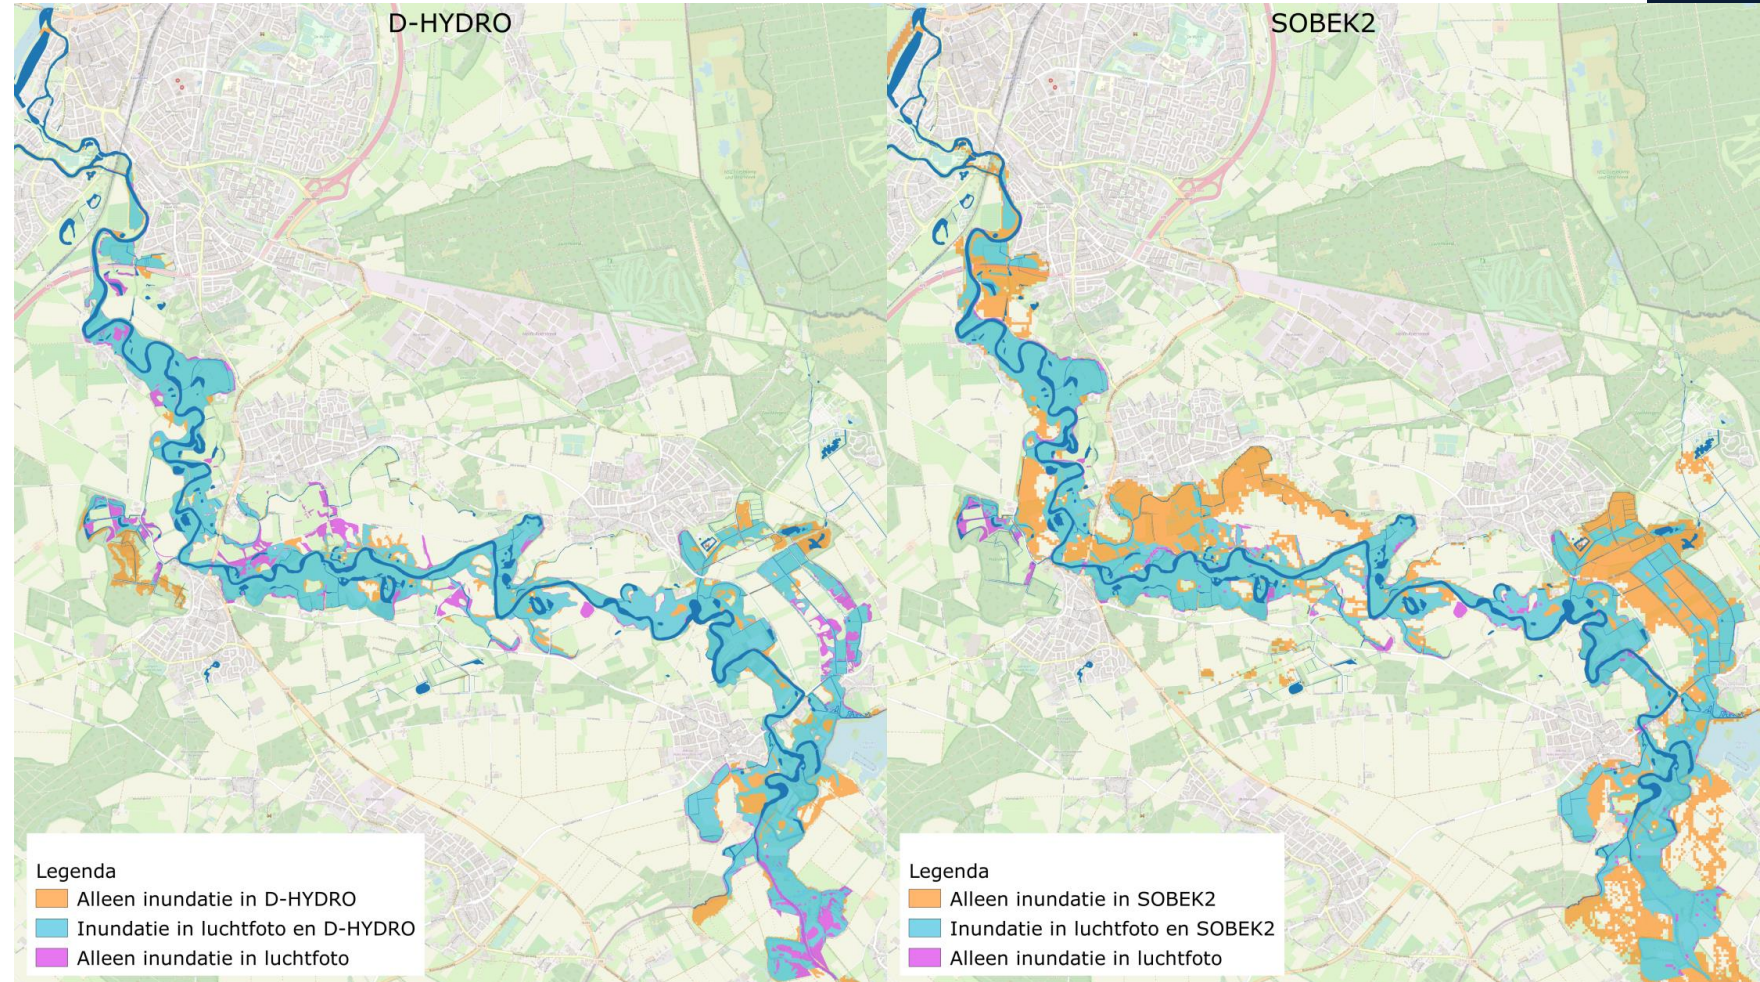 D-HYDRO
SOBEK2
Legenda
Alleen inundatie in D-HYDRO
Inundatie in luchtfoto en D-HYDRO
Alleen inundatie in luchtfoto
Legenda
Alleen inundatie in SOBEK2
Inundatie in luchtfoto en SOBEK2
Alleen inundatie in luchtfoto